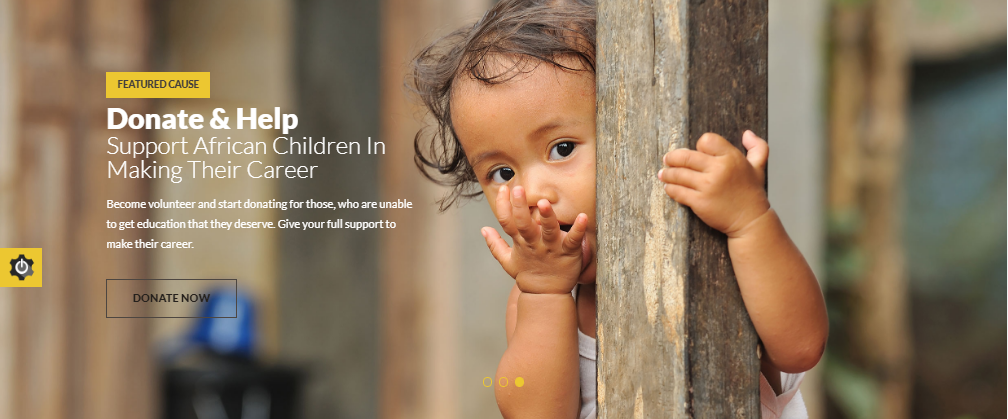 FEATURED CAUSE
Donate & Help
Support African Children In
Making Their Career
Become volunteer and start donating for those, who are unable
to get education that they deserve. Give your full support to
make their career.
DONATE NOW